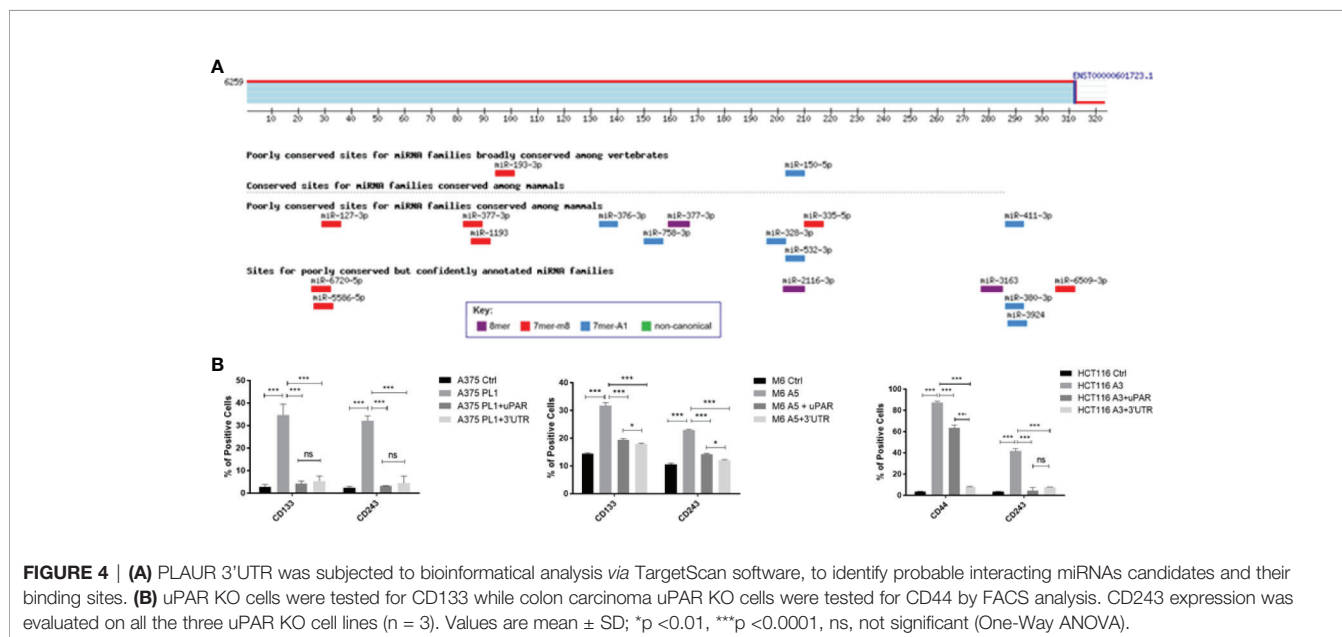 A
6259
ENST00000601723.1
10 20 30 40 50 60 70 80 90 100 110 120 130 140 150 160 170 180 190 200 210 220 230 240 250 260 270 280 290 300 310 320
Poorly conserved sites for miRNA families broadly conserved among vertebrates
miR-193-3p miR-150-5p
Conserved sites for miRNA families conserved among mammals
Poorly conserved sites for miRNA families conserved among mammals
miR-127-3p miR-377-3p miR-376-3p miR-377-3p miR-335-5p miR-411-3p
miR-1193 miR-758-3p miR-328-3p
miR-532-3p
Sites for poorly conserved but confidently annotated miRNA families
miR-6720-5p miR-2116-3p miR-3163 miR-6509-3p
miR-5586-5p miR-380-3p
miR-3924
Key:
8mer 7mer-m8 7mer-A1 non-canonical
B
% of Positive Cells
50
40
30
20
10
0
*** *** *** *** *** ***
ns ns
CD133 CD243
A375 Ctrl
A375 PL1
A375 PL1+uPAR
A375 PL1+3'UTR
% of Positive Cells
40
30
20
10
0
*** *** *** * *** *** *** *
CD133 CD243
M6 Ctrl
M6 A5
M6 A5 + uPAR
M6 A5+3'UTR
% of Positive Cells
100
80
60
40
20
0
*** *** *** *** *** *** ***
ns
CD44 CD243
HCT116 Ctrl
HCT116 A3
HCT116 A3+uPAR
HCT116 A3+3'UTR
FIGURE 4 | (A) PLAUR 3'UTR was subjected to bioinformatical analysis via TargetScan software, to identify probable interacting miRNAs candidates and their
binding sites. (B) uPAR KO cells were tested for CD133 while colon carcinoma uPAR KO cells were tested for CD44 by FACS analysis. CD243 expression was
evaluated on all the three uPAR KO cell lines (n = 3). Values are mean ± SD; *p <0.01, ***p <0.0001, ns, not significant (One-Way ANOVA).